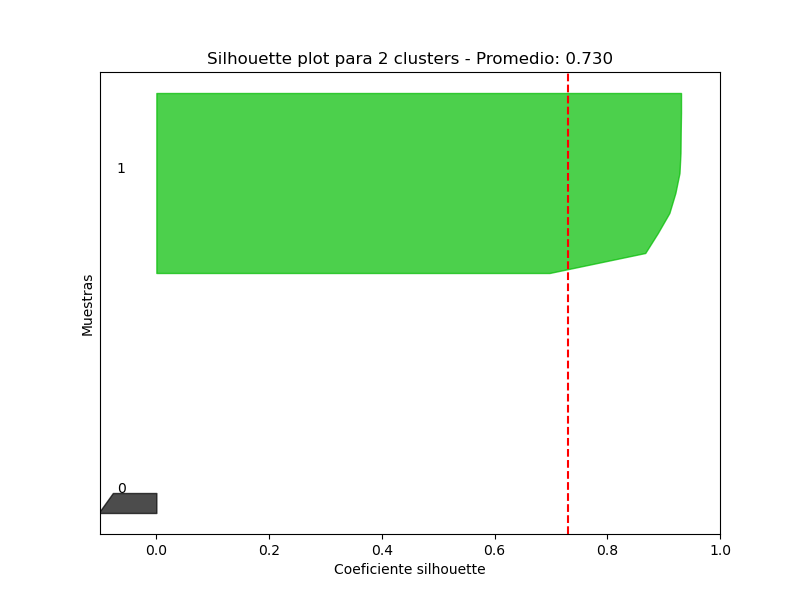 Silhouette plot para 2 clusters - Promedio: 0.730
1
Muestras
0
0.0 0.2 0.4 0.6 0.8 1.0
Coeficiente silhouette